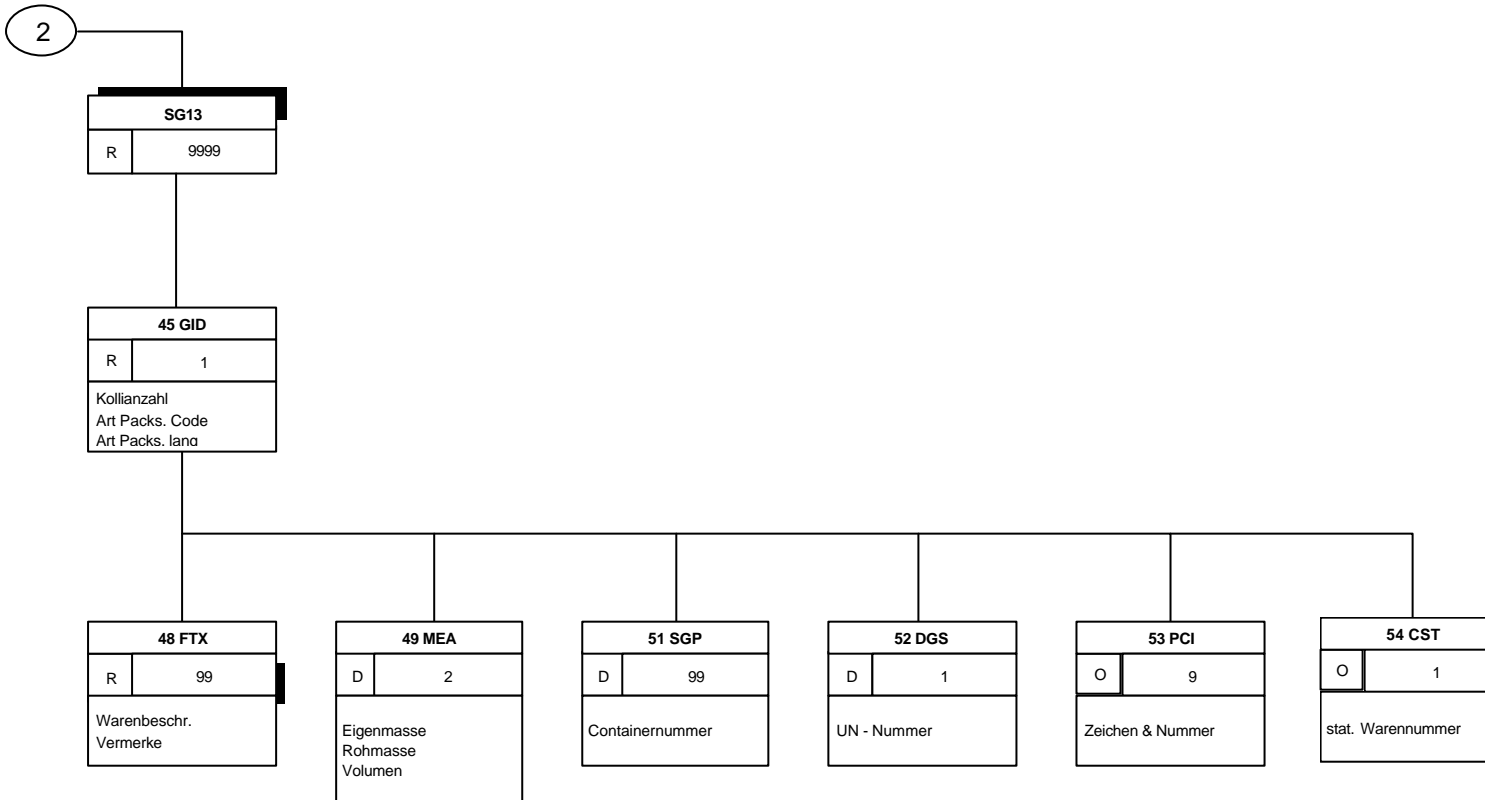 2
SG13
R 9999
45 GID
R 1
Kollianzahl
Art Packs. Code
Art Packs. lang
48 FTX
R 99
Warenbeschr.
Vermerke
49 MEA
D 2
Eigenmasse
Rohmasse
Volumen
51 SGP
D 99
Containernummer
52 DGS
D 1
UN - Nummer
53 PCI
O 9
Zeichen & Nummer
54 CST
O 1
stat. Warennummer